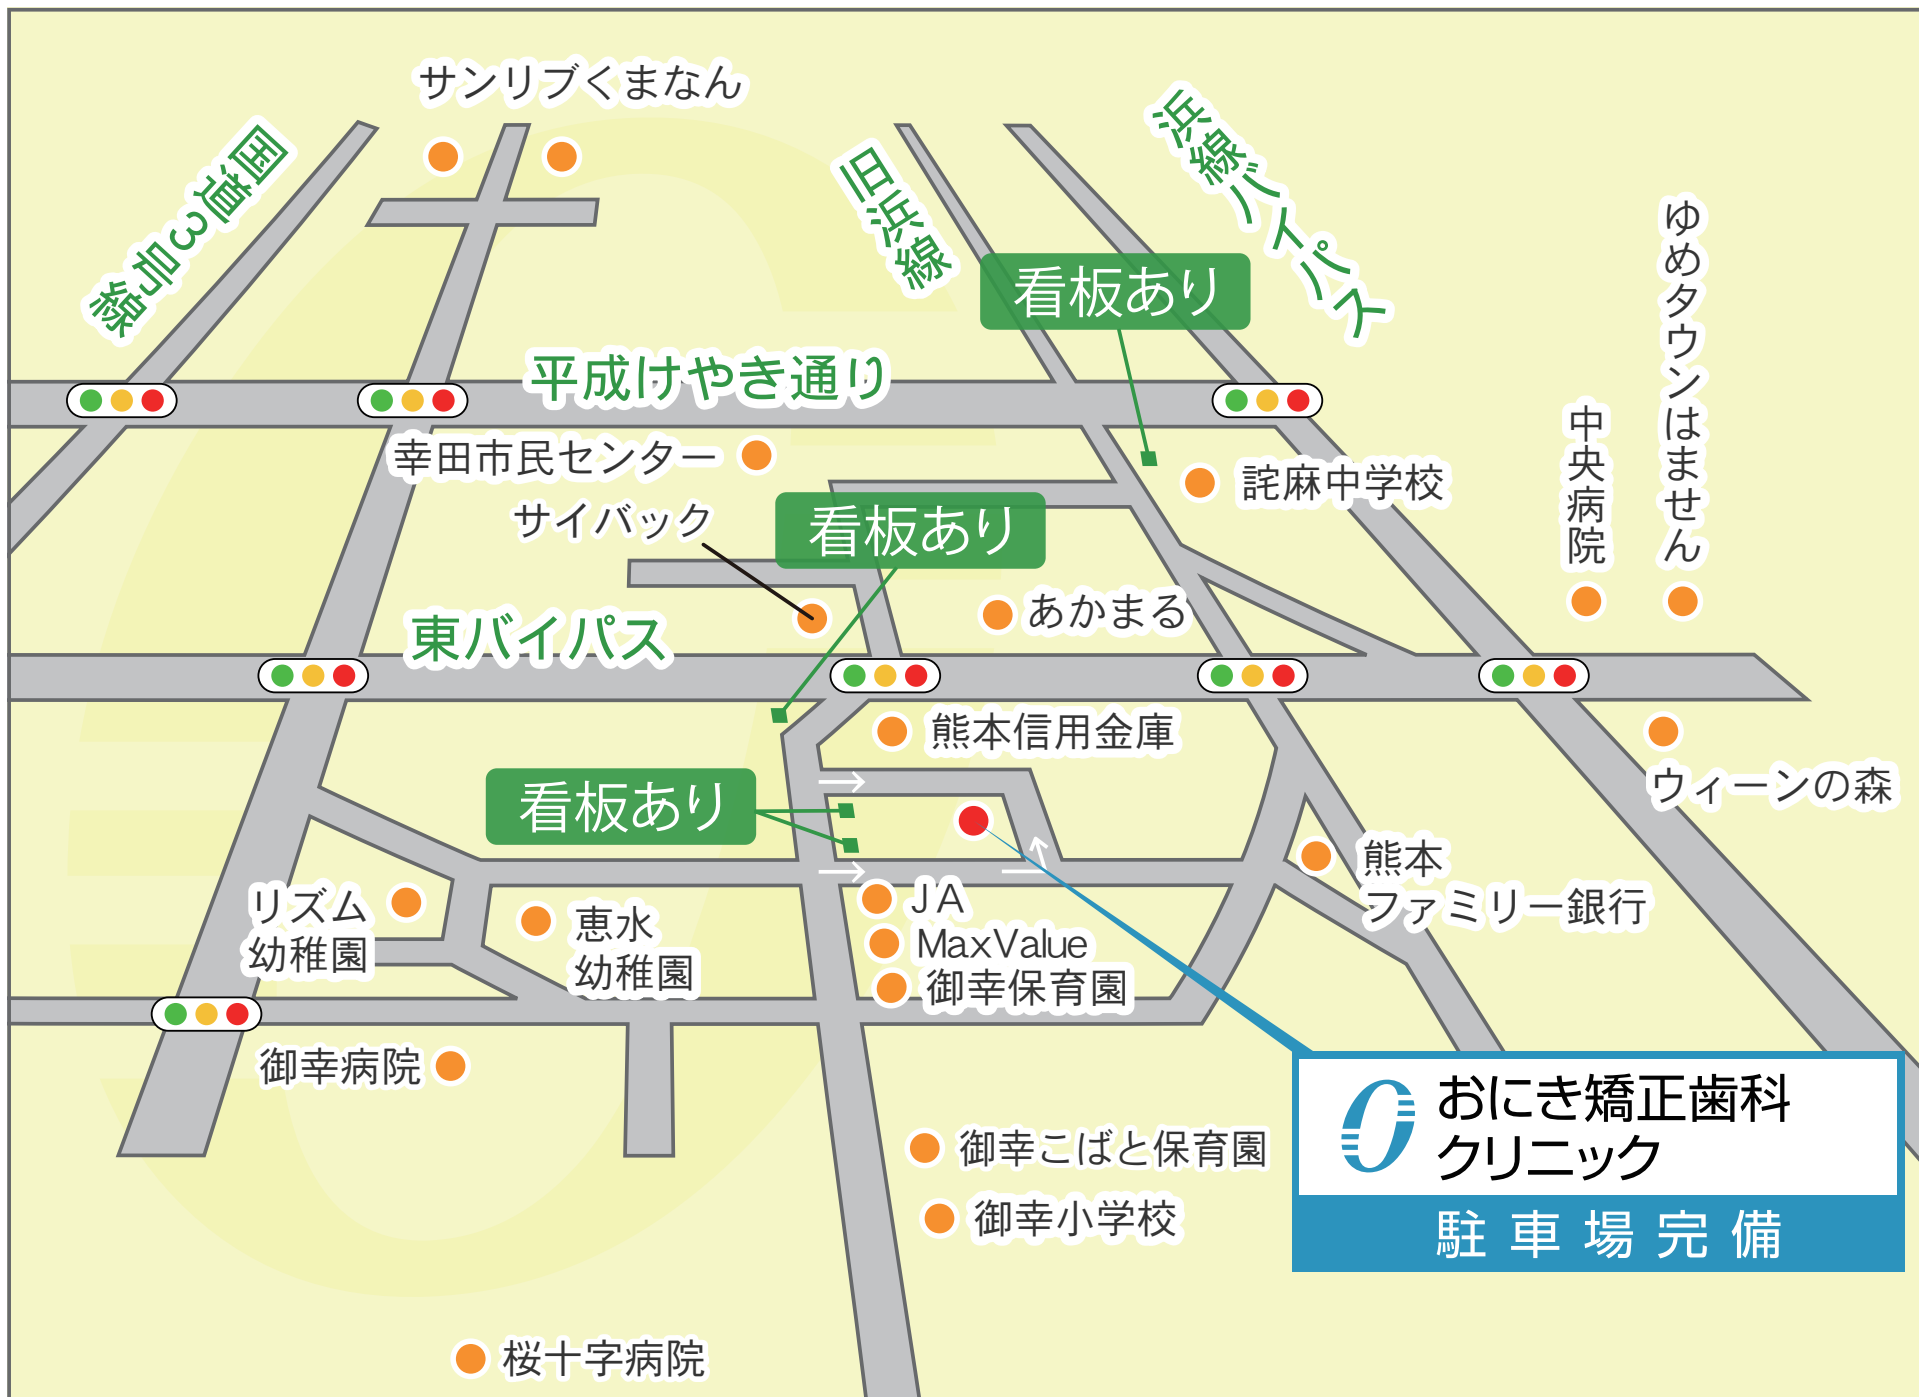 サンリブくまなん
国道3号線
旧浜線
浜線バイパス
看板あり
ゆめタウンはません
平成けやき通り
中央病院
幸田市民センター
詫麻中学校
サイバック
看板あり
あかまる
東バイパス
熊本信用金庫
ウィーンの森
看板あり
熊本
ファミリー銀行
リズム
幼稚園
恵水
幼稚園
JA
MaxValue
御幸保育園
御幸病院
おにき矯正歯科
クリニック
駐車場完備
御幸こばと保育園
御幸小学校
桜十字病院